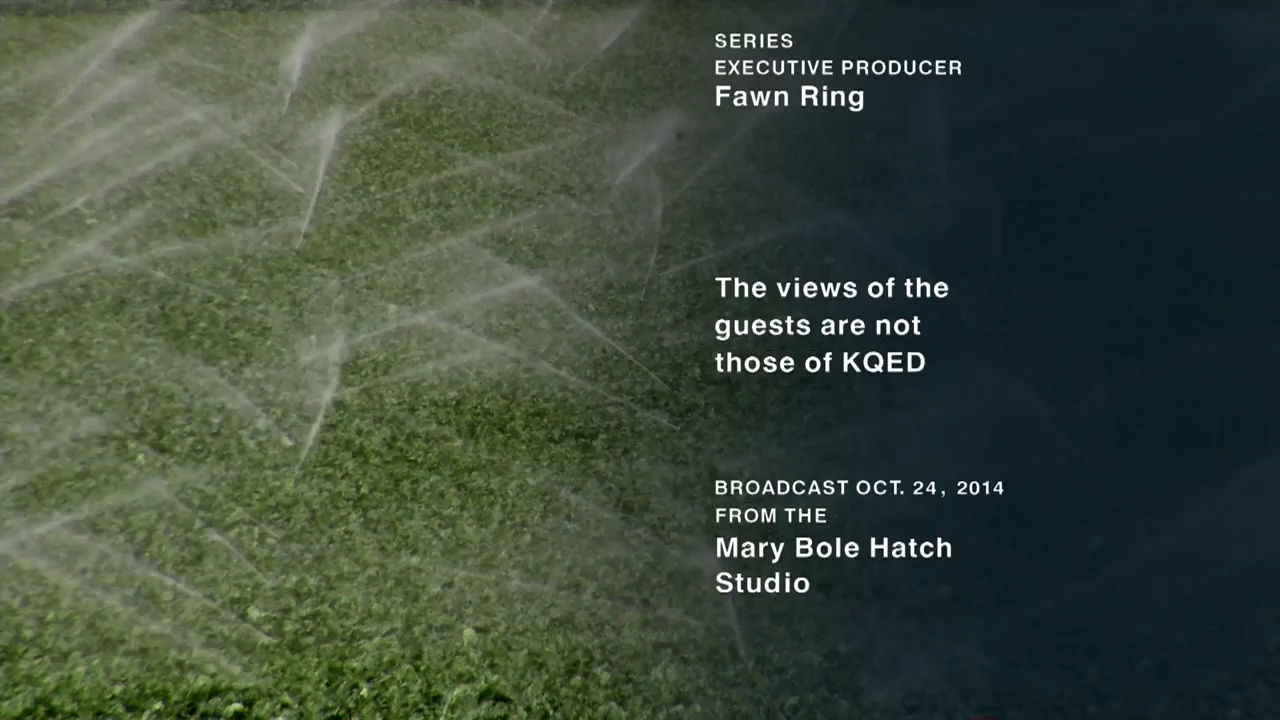 SERIES
EXECUTIVE PRODUCER
Fawn Ring
The views of the
guests are not
those of KQED
BROADCAST OCT. 24, 2014
FROM THE
Mary Bole Hatch
Studio